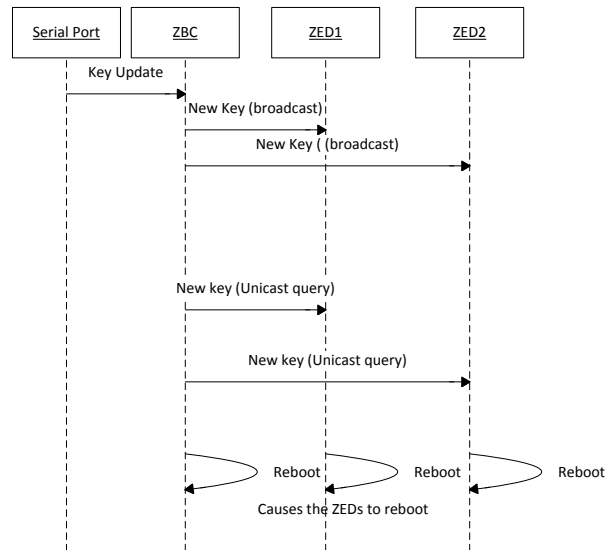 Serial Port
ZBC
ZED1
ZED2
Key Update
New Key (broadcast)
New Key ( (broadcast)
New key (Unicast query)
New key (Unicast query)
Reboot
Reboot
Reboot
Causes the ZEDs to reboot